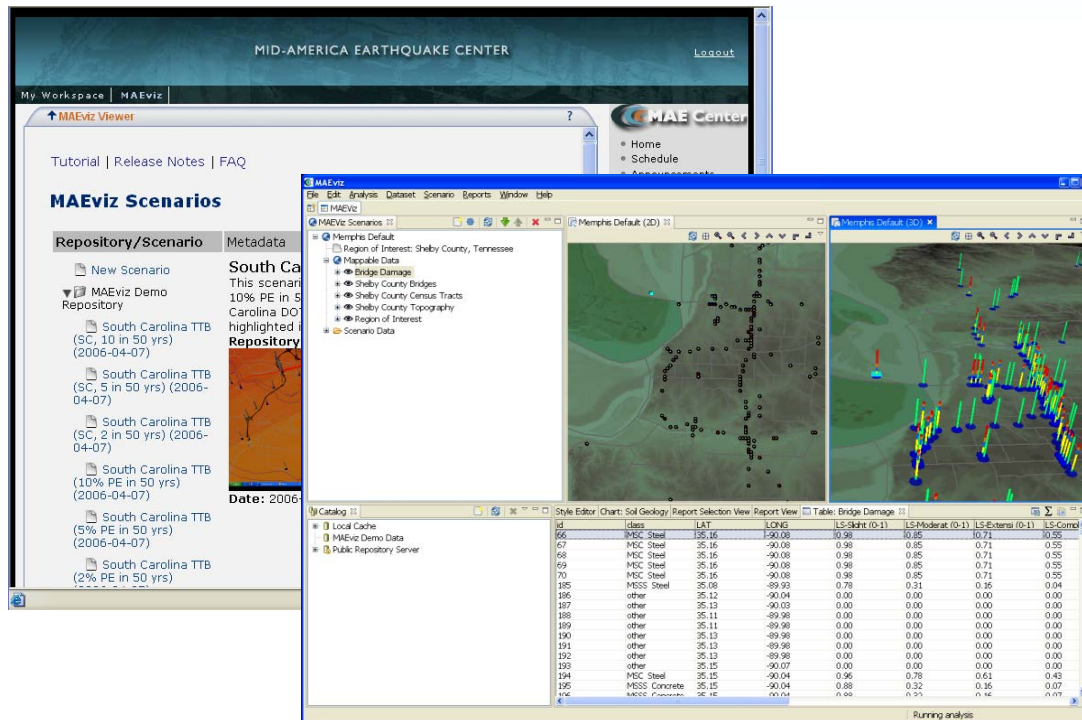 MID-AMERICA EARTHQUAKE CENTER
Logout
My Workspace | MAEviz |
MAEviz Viewer
?
MAE Center
Home
Schedule
Tutorial | Release Notes | FAQ
MAEviz Scenarios
Repository/Scenario Metadata
New Scenario
MAEviz Demo
Repository
South Carolina TTB
(SC, 10 in 50 yrs)
(2006-04-07)
South Carolina TTB
(SC, 5 in 50 yrs) (2006-
04-07)
South Carolina TTB
(SC, 2 in 50 yrs) (2006-
04-07)
South Carolina TTB
(10% PE in 50 yrs)
(2006-04-07)
South Carolina TTB
(5% PE in 50 yrs)
(2006-04-07)
South Carolina TTB
(2% PE in 50 yrs)
South Ca
This scenari
10% PE in 5
Carolina DO
highlighted i
Repository
Date: 2006-
MAEviz
File Edit Analysis Dataset Scenario Reports Window Help
MAEViz
MAEViz Scenarios
Memphis Default
Region of Interest: Shelby County, Tennessee
Mappable Data
Bridge Damage
Shelby County Bridges
Shelby County Census Tracts
Shelby County Topography
Region of Interest
Scenario Data
Memphis Default (2D)
Memphis Default (3D)
Catalog
Local Cache
MAEviz Demo Data
Public Repository Server
Style Editor Chart: Soil Geology Report Selection View Report View Table: Bridge Damage
id class LAT LONG LS-Slight (0-1) LS-Moderat (0-1) LS-Extensi (0-1) LS-Compl
66 MSC Steel 35.16 -90.08 0.98 0.85 0.71 0.55
67 MSC Steel 35.16 -90.08 0.98 0.85 0.71 0.55
68 MSC Steel 35.16 -90.08 0.98 0.85 0.71 0.55
69 MSC Steel 35.16 -90.08 0.98 0.85 0.71 0.55
70 MSC Steel 35.16 -90.08 0.98 0.85 0.71 0.55
185 MSSS Steel 35.08 -89.93 0.78 0.31 0.16 0.04
186 other 35.12 -90.04 0.00 0.00 0.00 0.00
187 other 35.13 -90.03 0.00 0.00 0.00 0.00
188 other 35.11 -89.98 0.00 0.00 0.00 0.00
189 other 35.11 -89.98 0.00 0.00 0.00 0.00
190 other 35.13 -89.98 0.00 0.00 0.00 0.00
191 other 35.13 -89.98 0.00 0.00 0.00 0.00
192 other 35.13 -89.98 0.00 0.00 0.00 0.00
193 other 35.15 -90.07 0.00 0.00 0.00 0.00
194 MSC Steel 35.15 -90.04 0.96 0.78 0.61 0.43
195 MSSS Concrete 35.15 -90.04 0.88 0.32 0.16 0.07
Running analysis